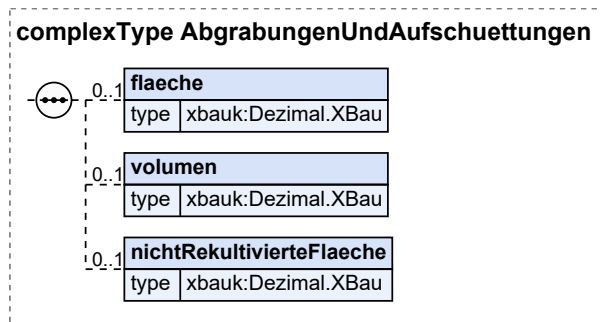 complexType AbgrabungenUndAufschuettungen
0..1 flaeche
type xbauk:Dezimal.XBau
0..1 volumen
type xbauk:Dezimal.XBau
0..1 nichtRekultivierteFlaeche
type xbauk:Dezimal.XBau